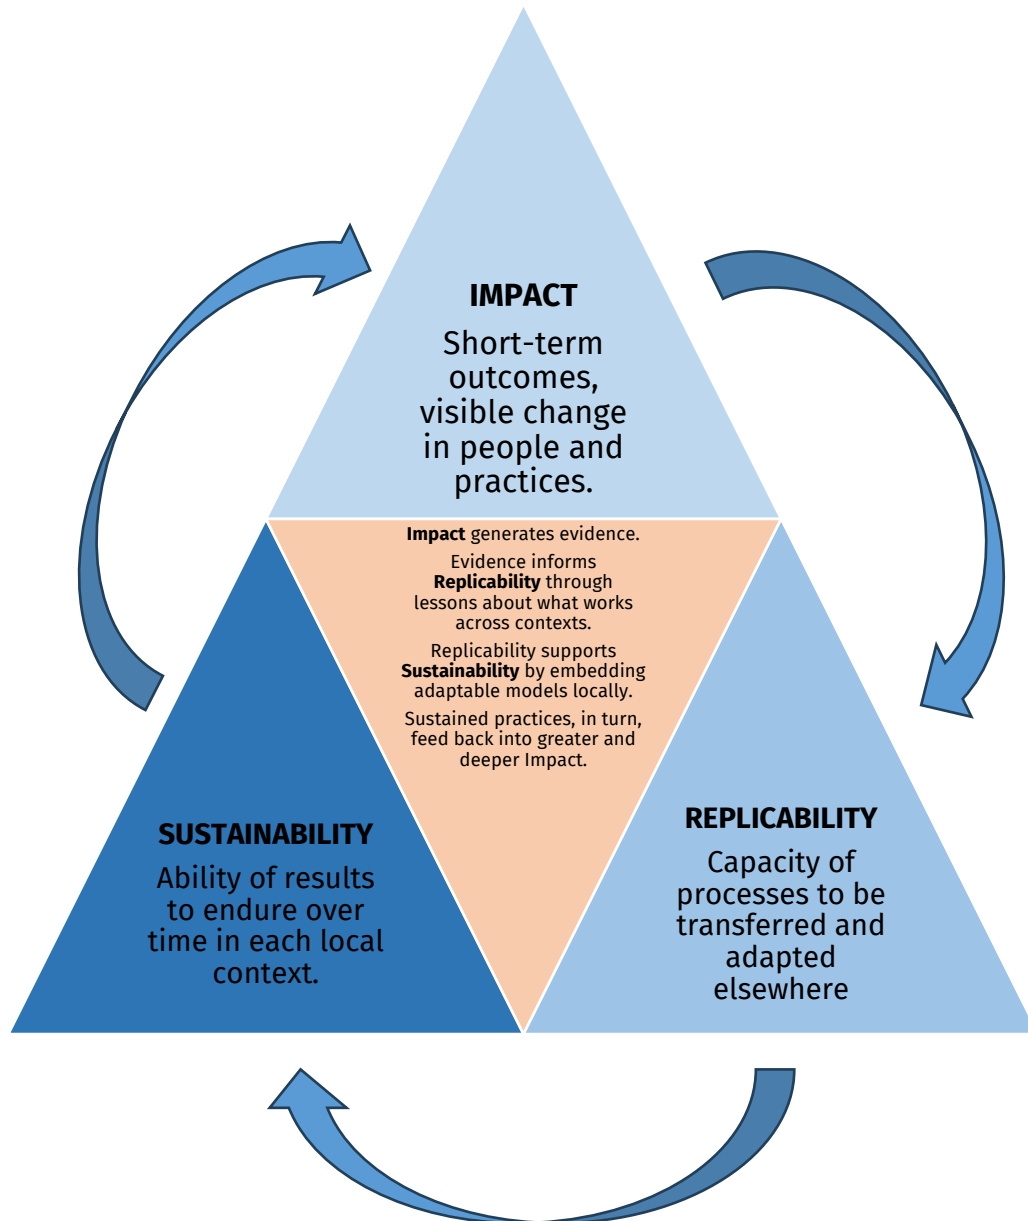 IMPACT
Short-term
outcomes,
visible change
in people and
practices.
Impact generates evidence.
Evidence informs
Replicability through
lessons about what works
across contexts.
Replicability supports
Sustainability by embedding
adaptable models locally.
Sustained practices, in turn,
feed back into greater and
deeper Impact.
SUSTAINABILITY
Ability of results
to endure over
time in each local
context.
REPLICABILITY
Capacity of
processes to be
transferred and
adapted
elsewhere